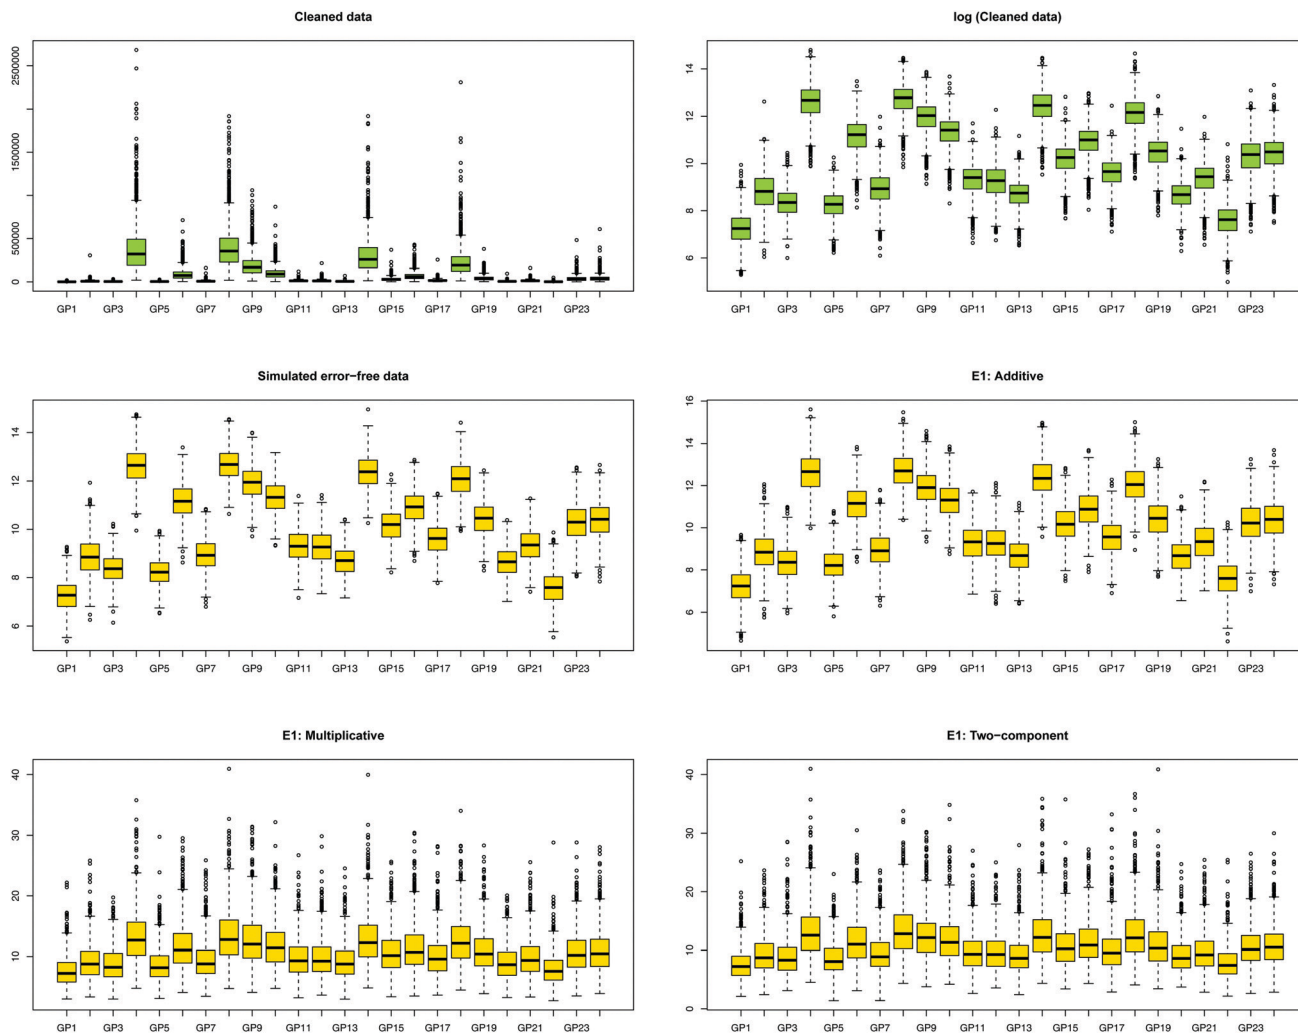 Cleaned data
2500000
1500000
500000
0
GP1 GP3 GP5 GP7 GP9 GP11 GP13 GP15 GP17 GP19 GP21 GP23
log (Cleaned data)
14
12
10
8
6
GP1 GP3 GP5 GP7 GP9 GP11 GP13 GP15 GP17 GP19 GP21 GP23
Simulated error−free data
14
12
10
8
6
GP1 GP3 GP5 GP7 GP9 GP11 GP13 GP15 GP17 GP19 GP21 GP23
E1: Additive
16
14
12
10
8
6
GP1 GP3 GP5 GP7 GP9 GP11 GP13 GP15 GP17 GP19 GP21 GP23
E1: Multiplicative
40
30
20
10
GP1 GP3 GP5 GP7 GP9 GP11 GP13 GP15 GP17 GP19 GP21 GP23
E1: Two−component
40
30
20
10
0
GP1 GP3 GP5 GP7 GP9 GP11 GP13 GP15 GP17 GP19 GP21 GP23